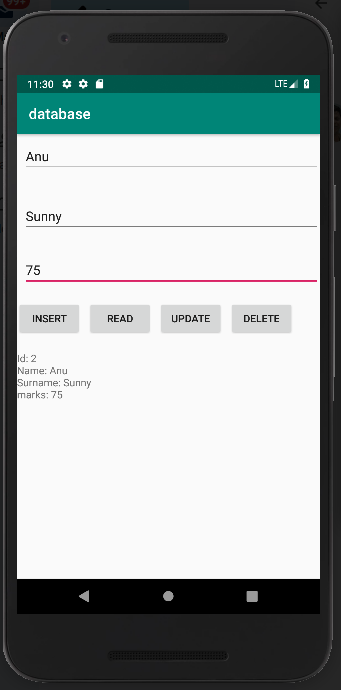 99+
11:30 LTE
database
Anu
Sunny
75
INSERT READ UPDATE DELETE
Id: 2
Name: Anu
Surname: Sunny
marks: 75